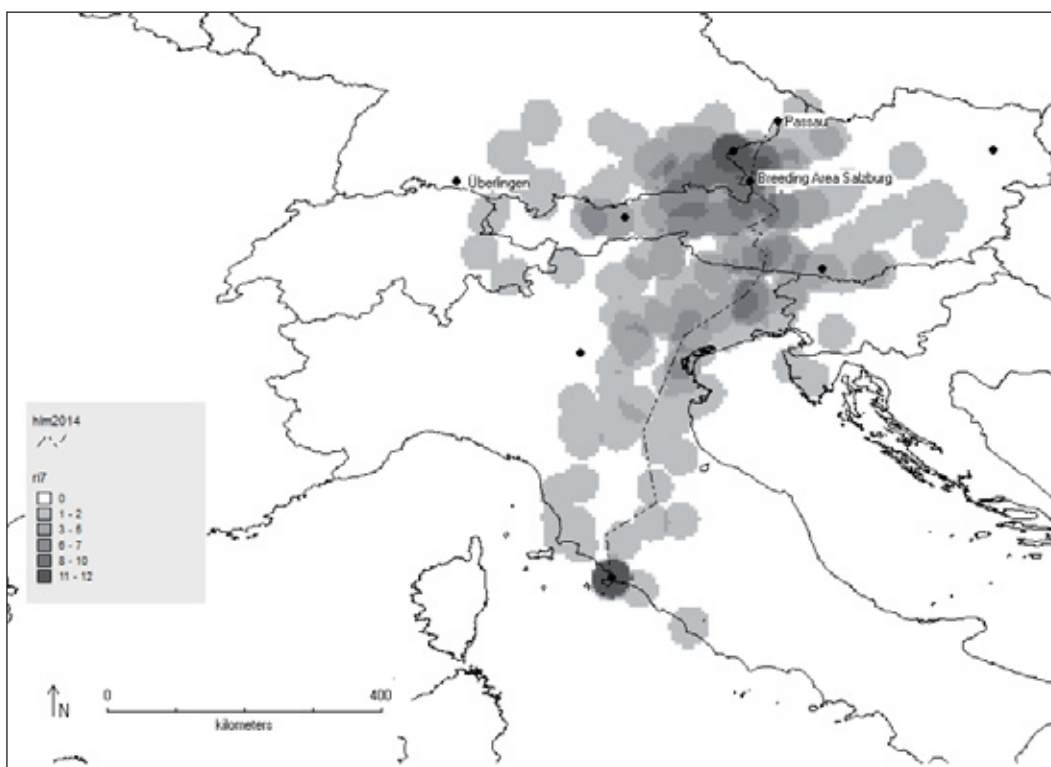 Passau
Überlingen
Breeding Area Salzburg
hlm2014
ri7
0
1 - 2
3 - 5
6 - 7
8 - 10
11 - 12
0 400
kilometers
N